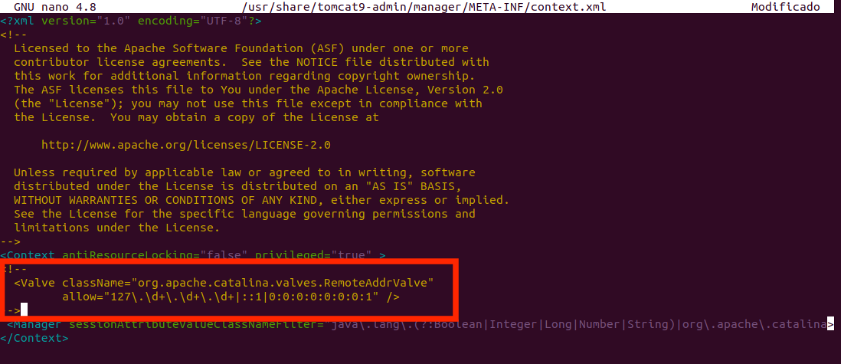 GNU nano 4.8 /usr/share/tomcat9-admin/manager/META-INF/context.xml Modificado
<?xml version="1.0" encoding="UTF-8"?>
<!--
Licensed to the Apache Software Foundation (ASF) under one or more
contributor license agreements.  See the NOTICE file distributed with
this work for additional information regarding copyright ownership.
The ASF licenses this file to You under the Apache License, Version 2.0
(the "License"); you may not use this file except in compliance with
the License.  You may obtain a copy of the License at
http://www.apache.org/licenses/LICENSE-2.0
Unless required by applicable law or agreed to in writing, software
distributed under the License is distributed on an "AS IS" BASIS,
WITHOUT WARRANTIES OR CONDITIONS OF ANY KIND, either express or implied.
See the License for the specific language governing permissions and
limitations under the License.
-->
<Context antiResourceLocking="false" privileged="true" >
<!--
<Valve className="org.apache.catalina.valves.RemoteAddrValve"
allow="127\.\d+\.\d+\.\d+|::1|0:0:0:0:0:0:0:1" />
-->
<Manager sessionAttributeValueClassNameFilter="java\.lang\.(?:Boolean|Integer|Long|Number|String)|org\.apache\.catalina>
</Context>